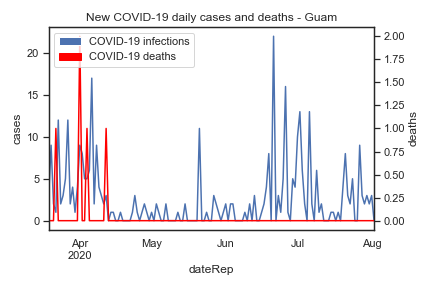 New COVID-19 daily cases and deaths - Guam
COVID-19 infections
COVID-19 deaths
cases
20
15
10
5
0
deaths
2.00
1.75
1.50
1.25
1.00
0.75
0.50
0.25
0.00
Apr
2020
May
Jun
Jul
Aug
dateRep